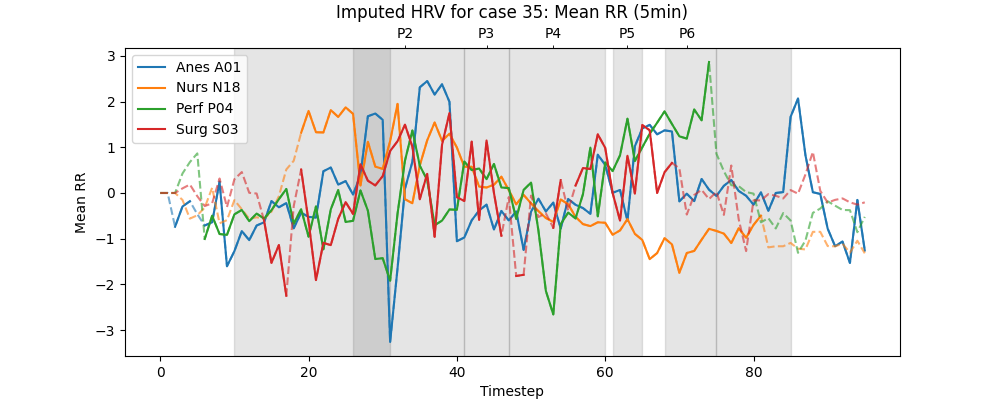 Imputed HRV for case 35: Mean RR (5min)
P2 P3 P4 P5 P6
Anes A01
Nurs N18
Perf P04
Surg S03
3
2
1
0
−1
−2
−3
Mean RR
0 20 40 60 80
Timestep